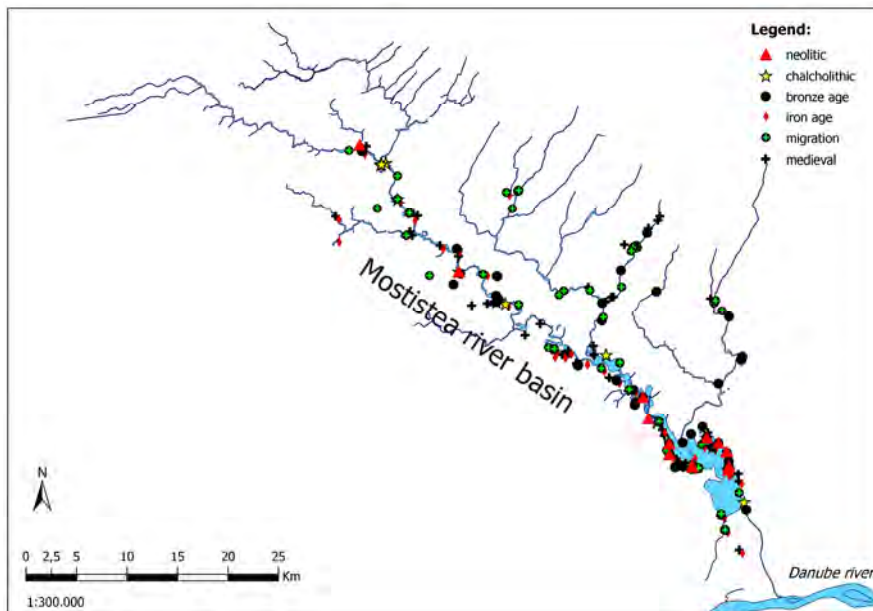 Legend:
neolitic
chalcholithic
bronze age
iron age
migration
medieval
Mostistea river basin
N
0 2,5 5 10 15 20 25
Km
1:300.000
Danube river